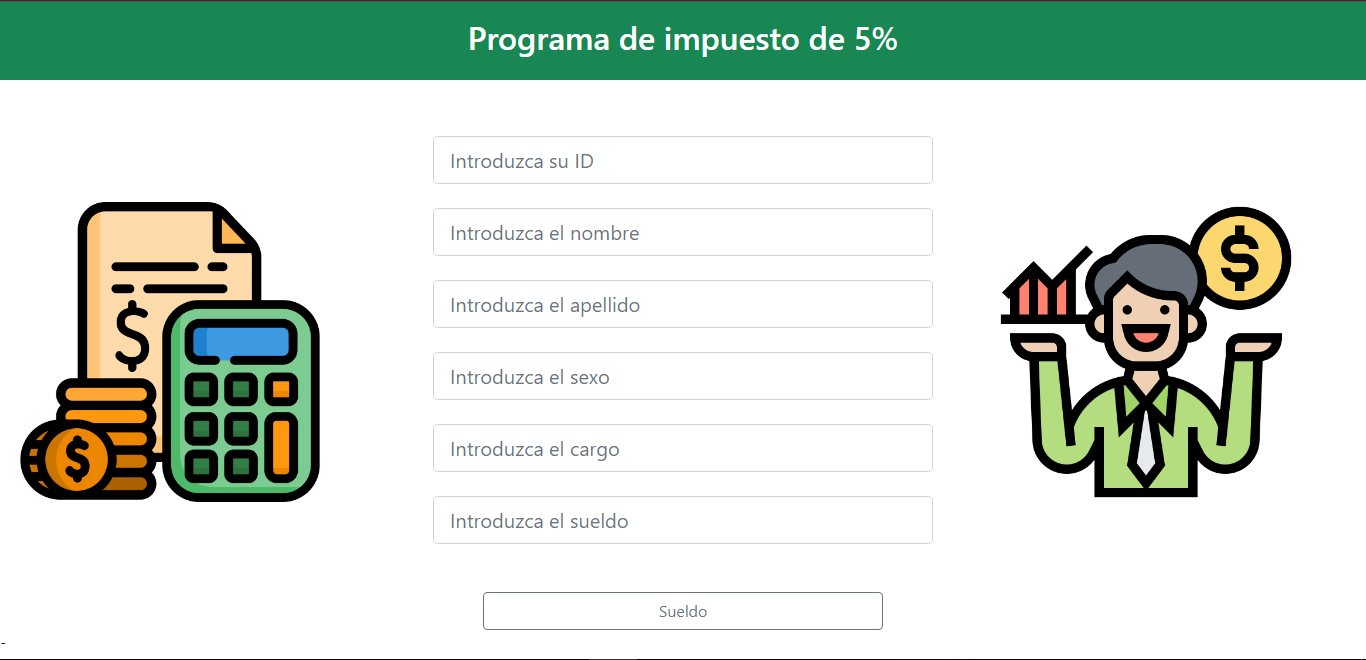 Programa de impuesto de 5%
Introduzca su ID
Introduzca el nombre
Introduzca el apellido
Introduzca el sexo
Introduzca el cargo
Introduzca el sueldo
Sueldo
-
$
$
$